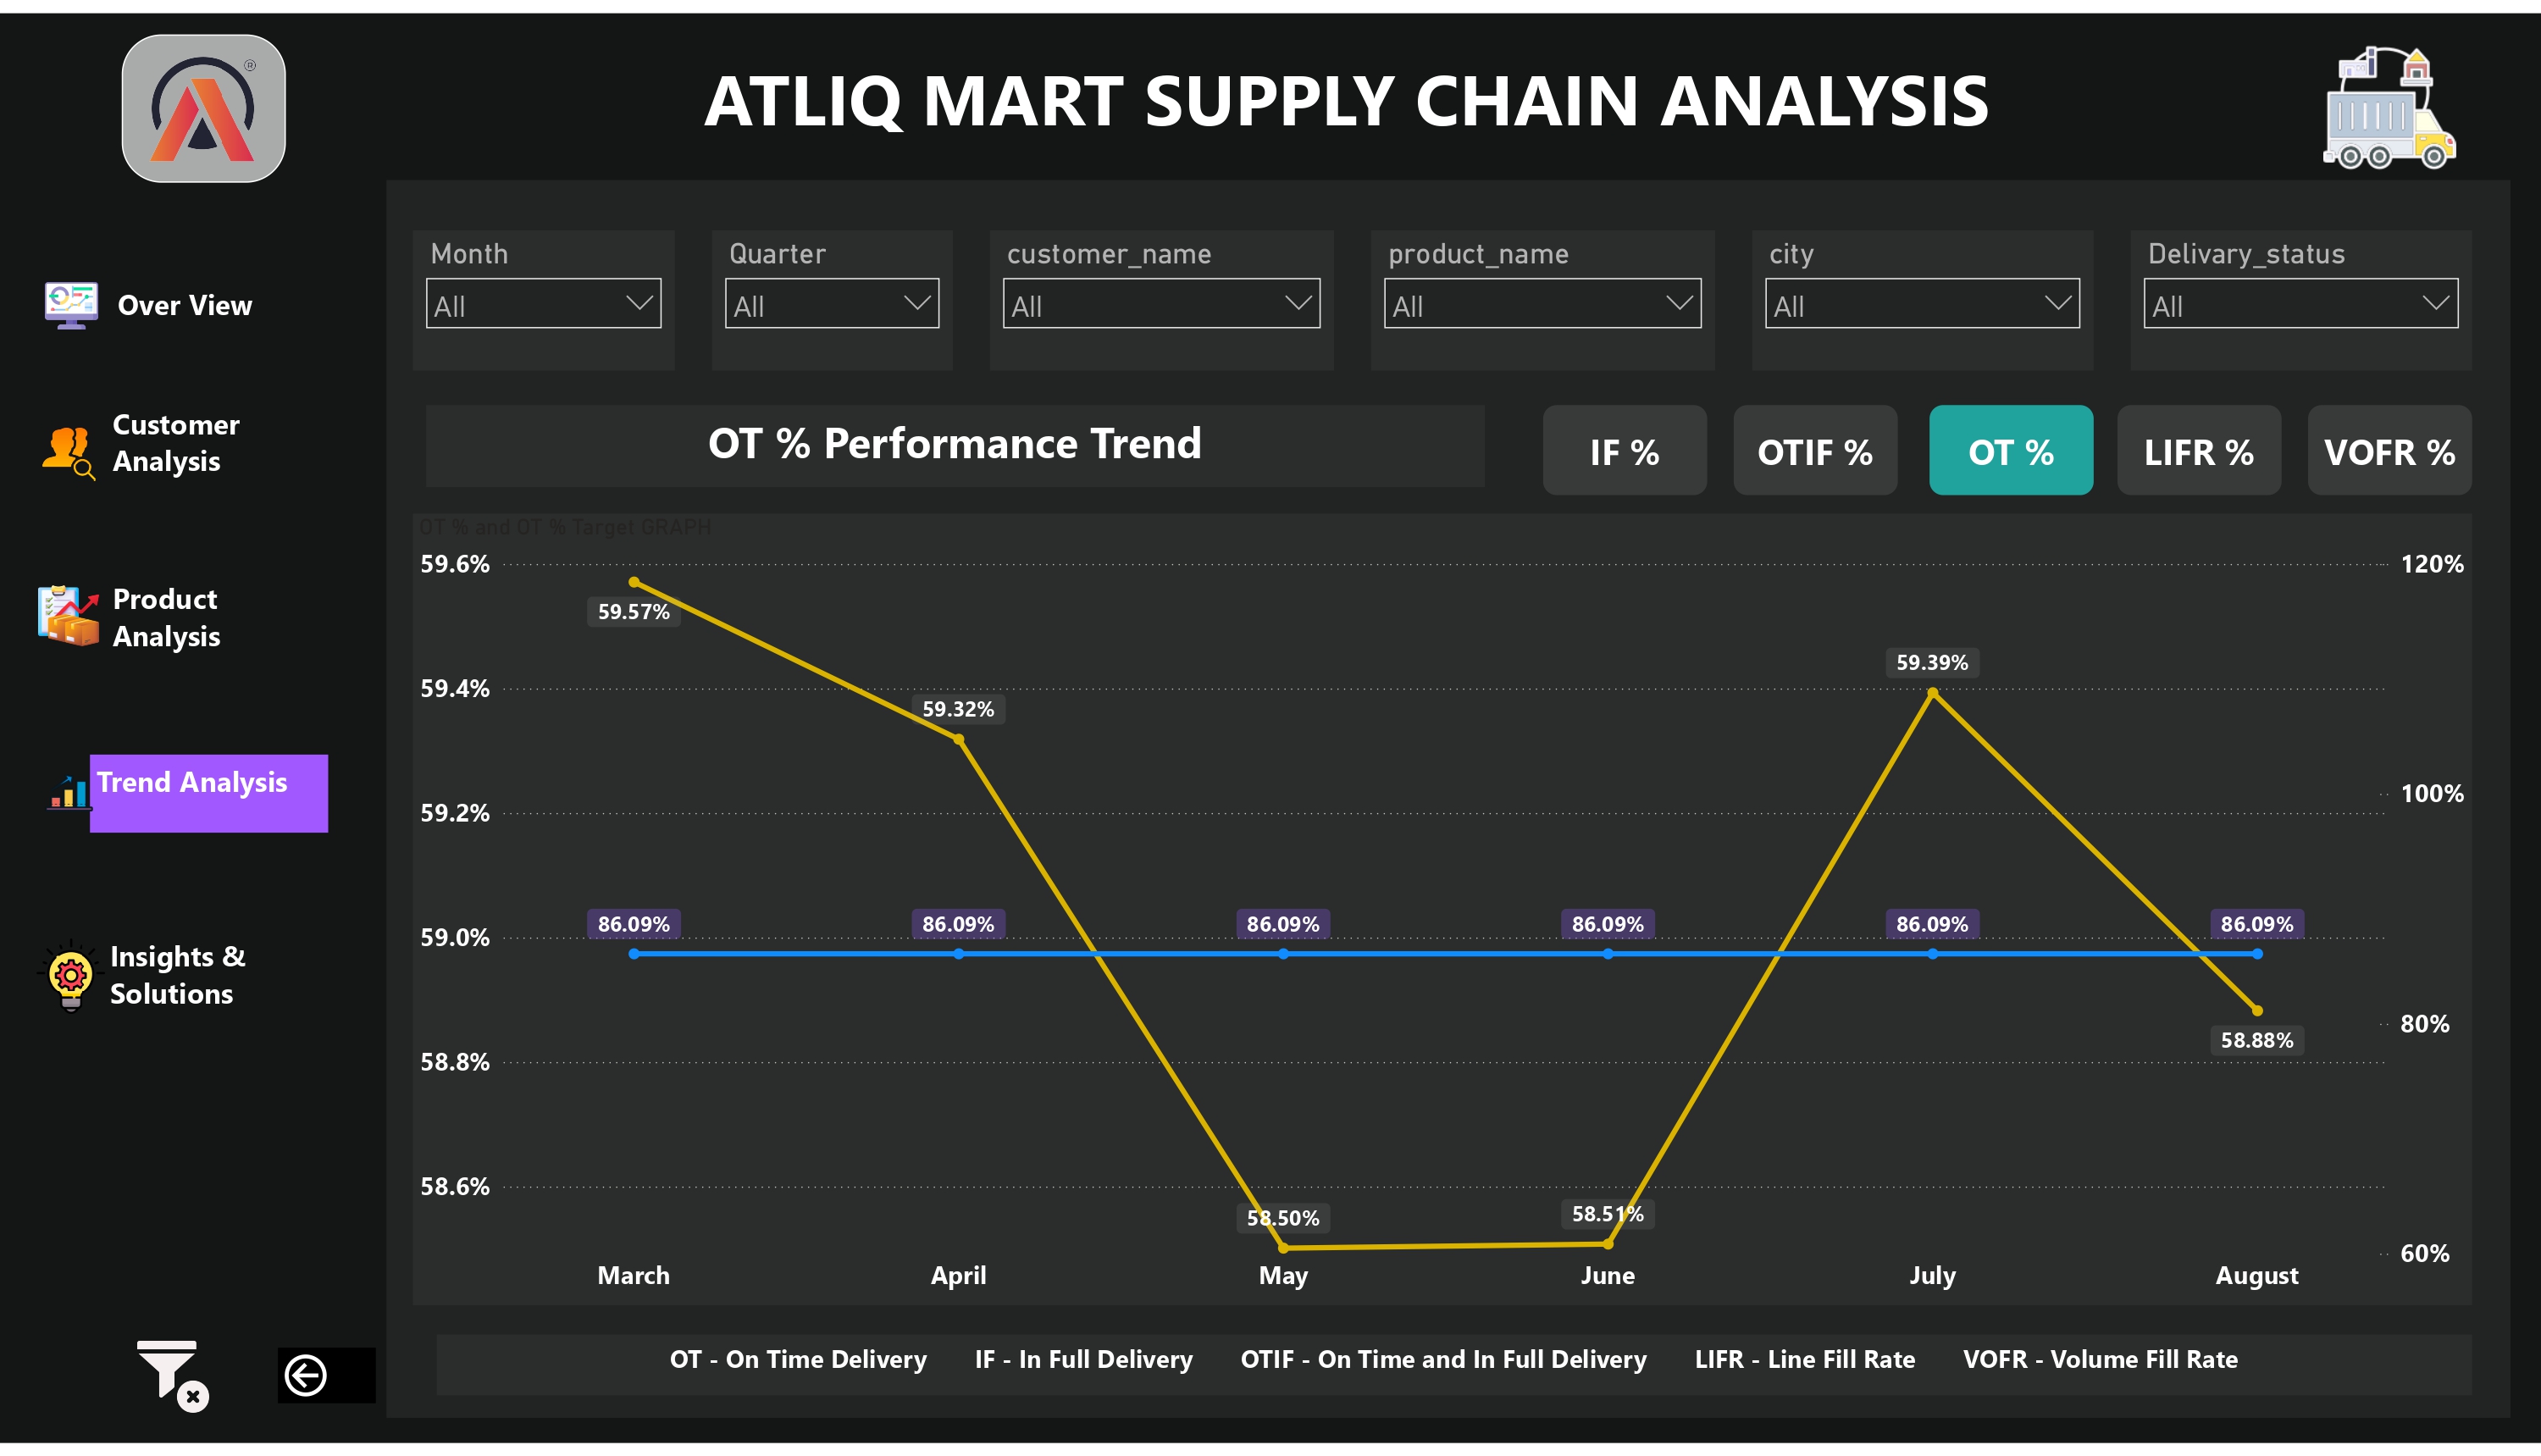 ®
ATLIQ MART SUPPLY CHAIN ANALYSIS
Month
All
Quarter
All
customer_name
All
product_name
All
city
All
Delivary_status
All
Over View
Customer
Analysis
Product
Analysis
Trend Analysis
Insights &
Solutions
OT % Performance Trend
IF %
OTIF %
OT %
LIFR %
VOFR %
OT % and OT % Target GRAPH
59.6%
59.4%
59.2%
59.0%
58.8%
58.6%
120%
100%
80%
60%
59.57%
59.32%
58.50%
58.51%
59.39%
58.88%
86.09%
86.09%
86.09%
86.09%
86.09%
86.09%
March
April
May
June
July
August
OT - On Time Delivery
IF - In Full Delivery
OTIF - On Time and In Full Delivery
LIFR - Line Fill Rate
VOFR - Volume Fill Rate